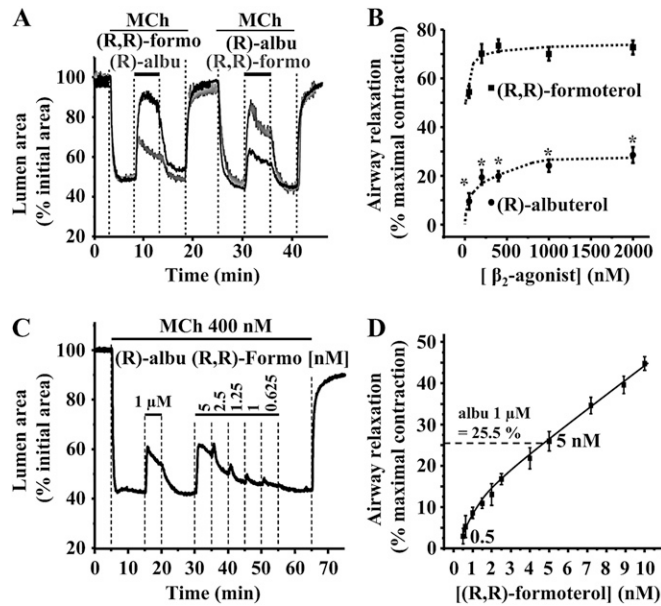 A
MCh
MCh
(R,R)-formo
(R)-albu
(R)-albu
(R,R)-formo
Lumen area
(% initial area)
100
80
60
40
20
0 10 20 30 40
Time (min)
B
Airway relaxation
(% maximal contraction)
80
60
40
20
0
(R,R)-formoterol
* * * * *
(R)-albuterol
0 500 1000 1500 2000
[ β2-agonist] (nM)
C
MCh 400 nM
(R)-albu (R,R)-Formo [nM]
1 µM
5
2.5
1.25
1
0.625
Lumen area
(% initial area)
100
80
60
40
20
0 10 20 30 40 50 60 70
Time (min)
D
Airway relaxation
(% maximal contraction)
50
40
30
20
10
0
albu 1 µM
= 25.5 %
5 nM
0.5
0 1 2 3 4 5 6 7 8 9 10
[(R,R)-formoterol] (nM)